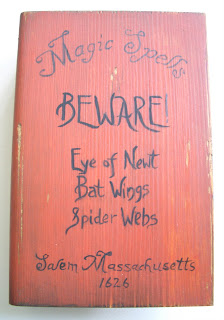 Magic Spells
BEWARE!
Eye of Newt
Bat Wings
Spider Webs
Salem Massachusetts
1626